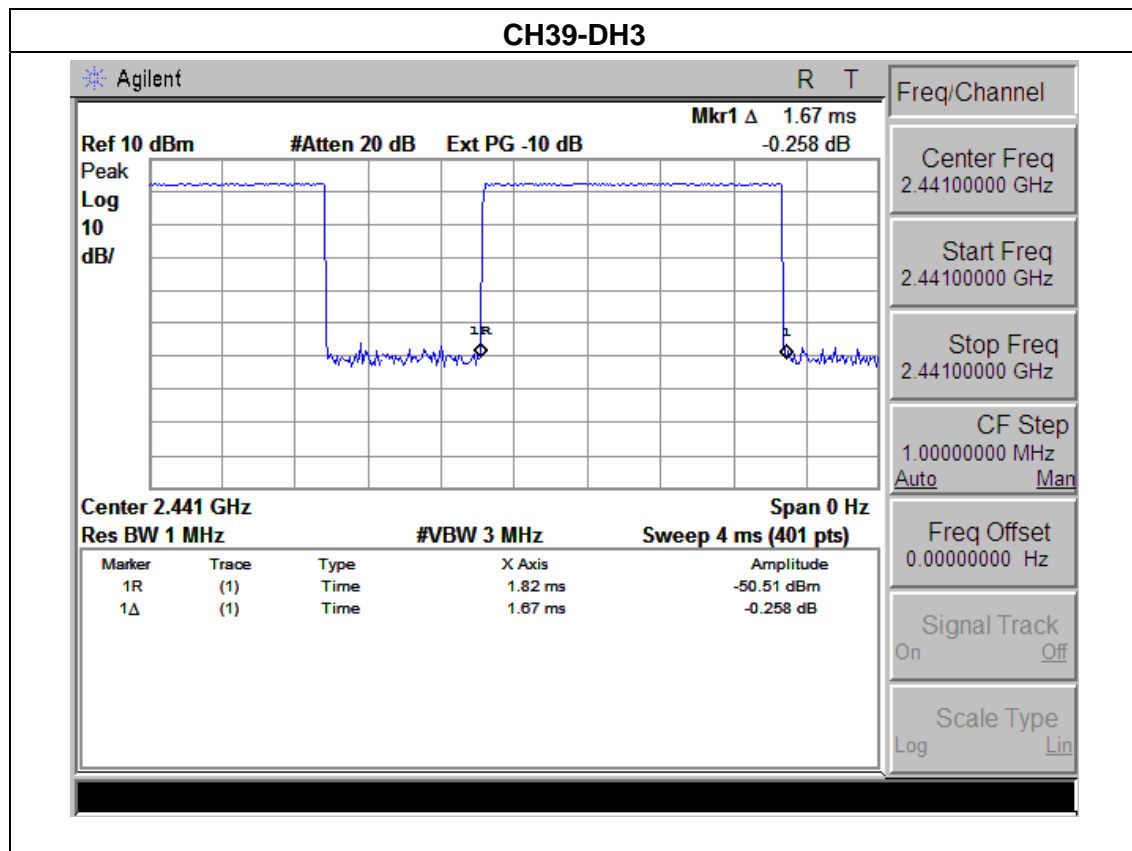 CH39-DH3
Agilent R T
Mkr1 Δ 1.67 ms
Ref 10 dBm #Atten 20 dB Ext PG -10 dB -0.258 dB
Peak
Log
10
dB/
1R
1
Center 2.441 GHz Span 0 Hz
Res BW 1 MHz #VBW 3 MHz Sweep 4 ms (401 pts)
Marker Trace Type X Axis Amplitude
1R (1) Time 1.82 ms -50.51 dBm
1Δ (1) Time 1.67 ms -0.258 dB
Freq/Channel
Center Freq
2.44100000 GHz
Start Freq
2.44100000 GHz
Stop Freq
2.44100000 GHz
CF Step
1.00000000 MHz
Auto Man
Freq Offset
0.00000000 Hz
Signal Track
On Off
Scale Type
Log Lin